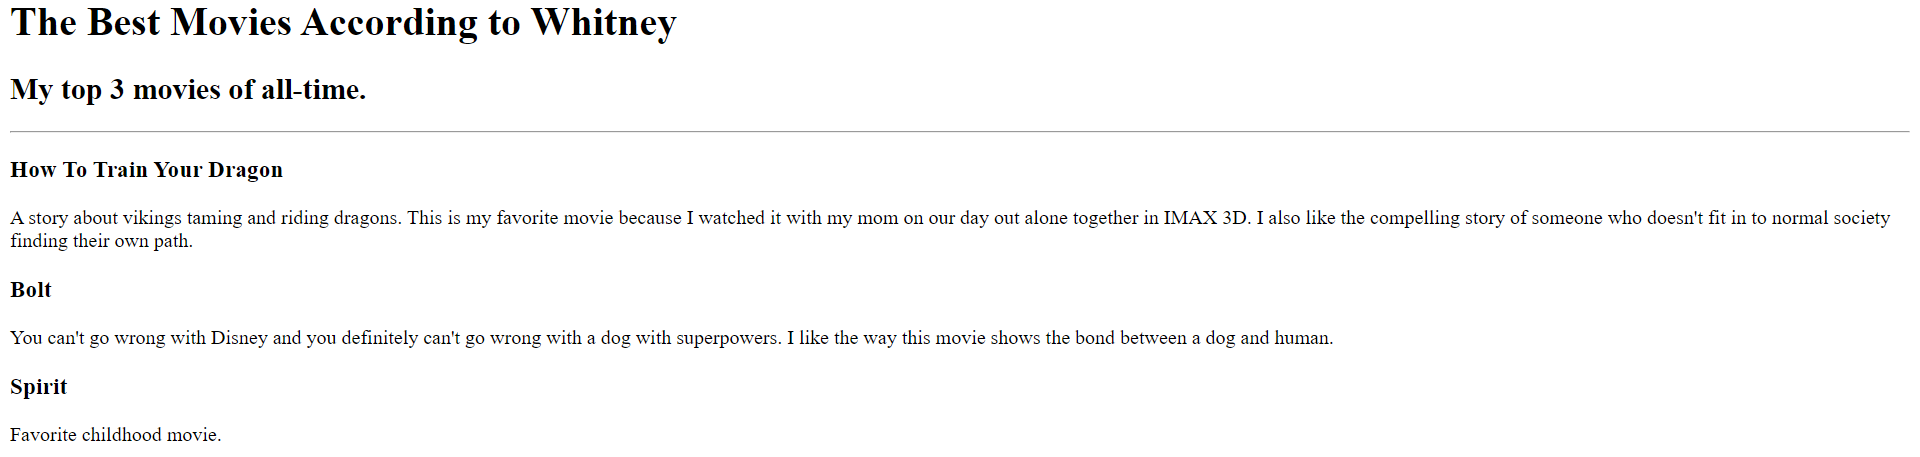 The Best Movies According to Whitney
My top 3 movies of all-time.
How To Train Your Dragon
A story about vikings taming and riding dragons. This is my favorite movie because I watched it with my mom on our day out alone together in IMAX 3D. I also like the compelling story of someone who doesn't fit in to normal society
finding their own path.
Bolt
You can't go wrong with Disney and you definitely can't go wrong with a dog with superpowers. I like the way this movie shows the bond between a dog and human.
Spirit
Favorite childhood movie.